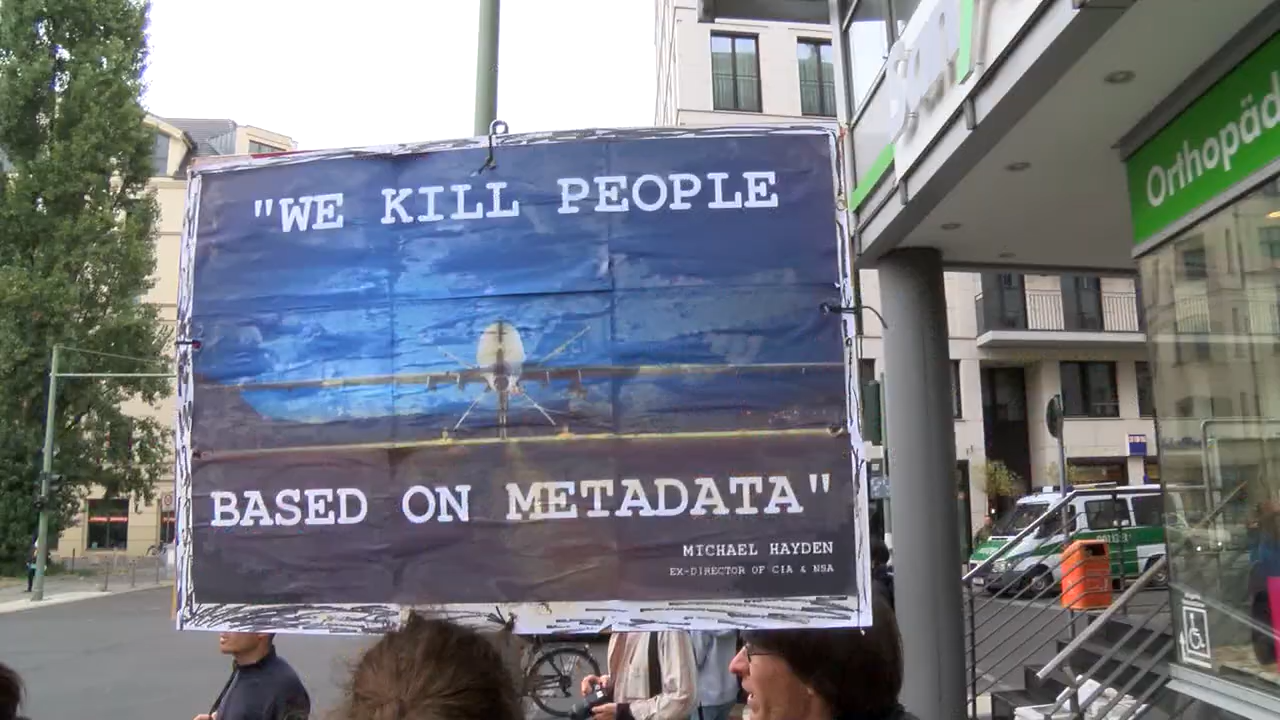 "WE KILL PEOPLE
BASED ON METADATA"
MICHAEL HAYDEN
EX-DIRECTOR OF CIA & NSA
Orthopäd